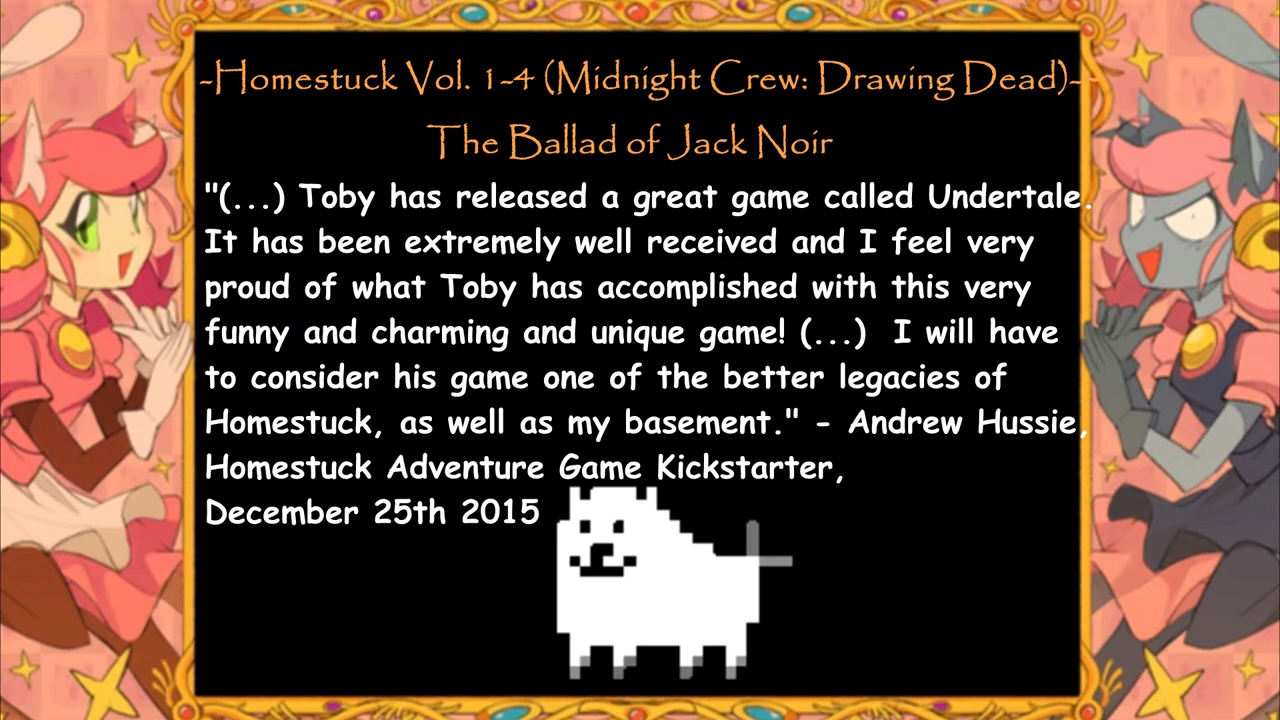 -Homestuck Vol. 1-4 (Midnight Crew: Drawing Dead)--
The Ballad of Jack Noir
"(...) Toby has released a great game called Undertale.
It has been extremely well received and I feel very
proud of what Toby has accomplished with this very
funny and charming and unique game! (...)  I will have
to consider his game one of the better legacies of
Homestuck, as well as my basement." - Andrew Hussie,
Homestuck Adventure Game Kickstarter,
December 25th 2015